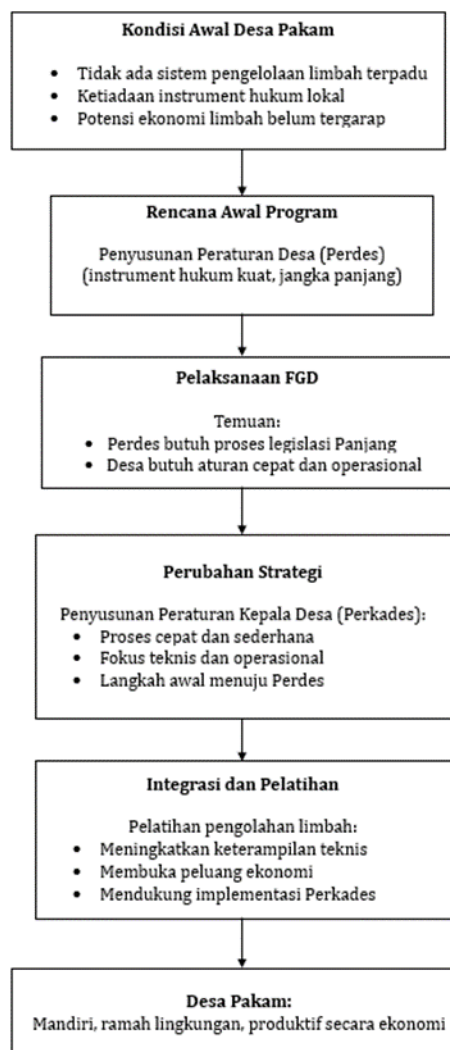 Kondisi Awal Desa Pakam
• Tidak ada sistem pengelolaan limbah terpadu
• Ketiadaan instrument hukum lokal
• Potensi ekonomi limbah belum tergarap
Rencana Awal Program
Penyusunan Peraturan Desa (Perdes)
(instrument hukum kuat, jangka panjang)
Pelaksanaan FGD
Temuan:
• Perdes butuh proses legislasi Panjang
• Desa butuh aturan cepat dan operasional
Perubahan Strategi
Penyusunan Peraturan Kepala Desa (Perkades):
• Proses cepat dan sederhana
• Fokus teknis dan operasional
• Langkah awal menuju Perdes
Integrasi dan Pelatihan
Pelatihan pengolahan limbah:
• Meningkatkan keterampilan teknis
• Membuka peluang ekonomi
• Mendukung implementasi Perkades
Desa Pakam:
Mandiri, ramah lingkungan, produktif secara ekonomi